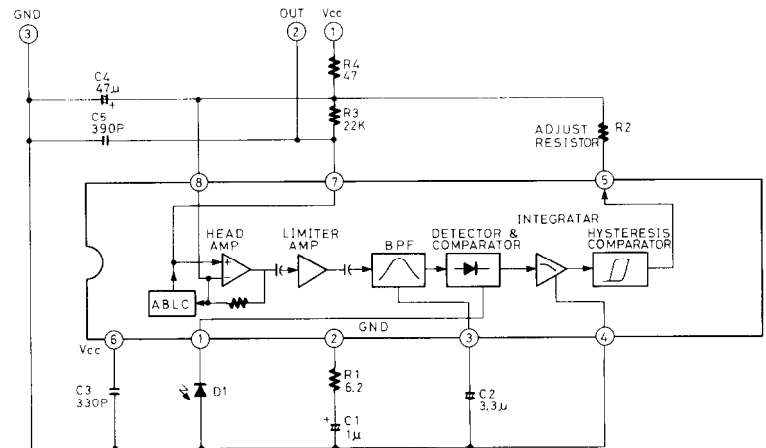 GND
3
OUT
2
Vcc
1
R4
47
C4
47μ
+
R3
22K
C5
390P
ADJUST
RESISTOR
R2
8
7
5
INTEGRATAR
HEAD
AMP
LIMITER
AMP
BPF
DETECTOR &
COMPARATOR
HYSTERESIS
COMPARATOR
+
−
ABLC
GND
Vcc
6
1
2
3
4
C3
330P
D1
R1
6.2
+
C1
1μ
C2
3.3μ